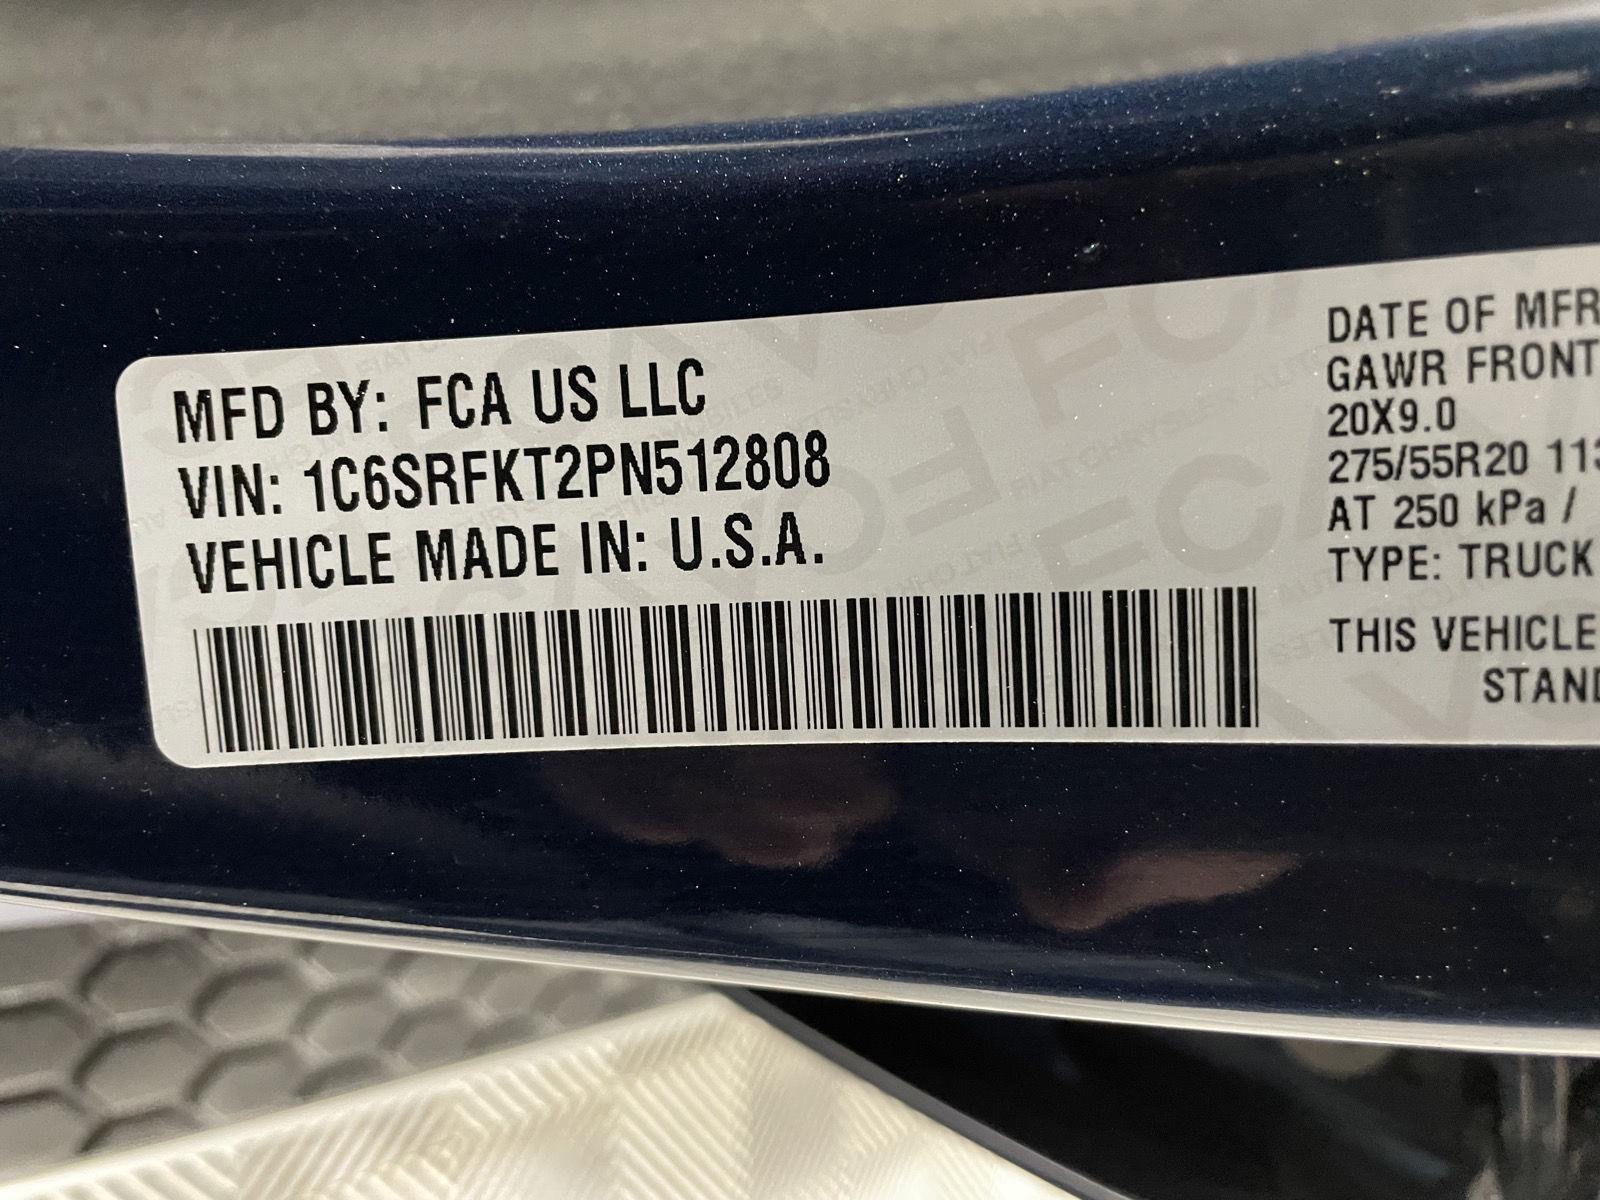 MFD BY: FCA US LLC
VIN: 1C6SRFKT2PN512808
VEHICLE MADE IN: U.S.A.
DATE OF MFR
GAWR FRONT
20X9.0
275/55R20 113
AT 250 kPa /
TYPE: TRUCK
THIS VEHICLE
STAND